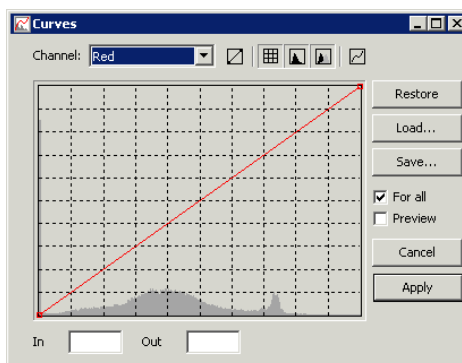 Curves
Channel: Red
Restore
Load...
Save...
For all
Preview
Cancel
Apply
In Out